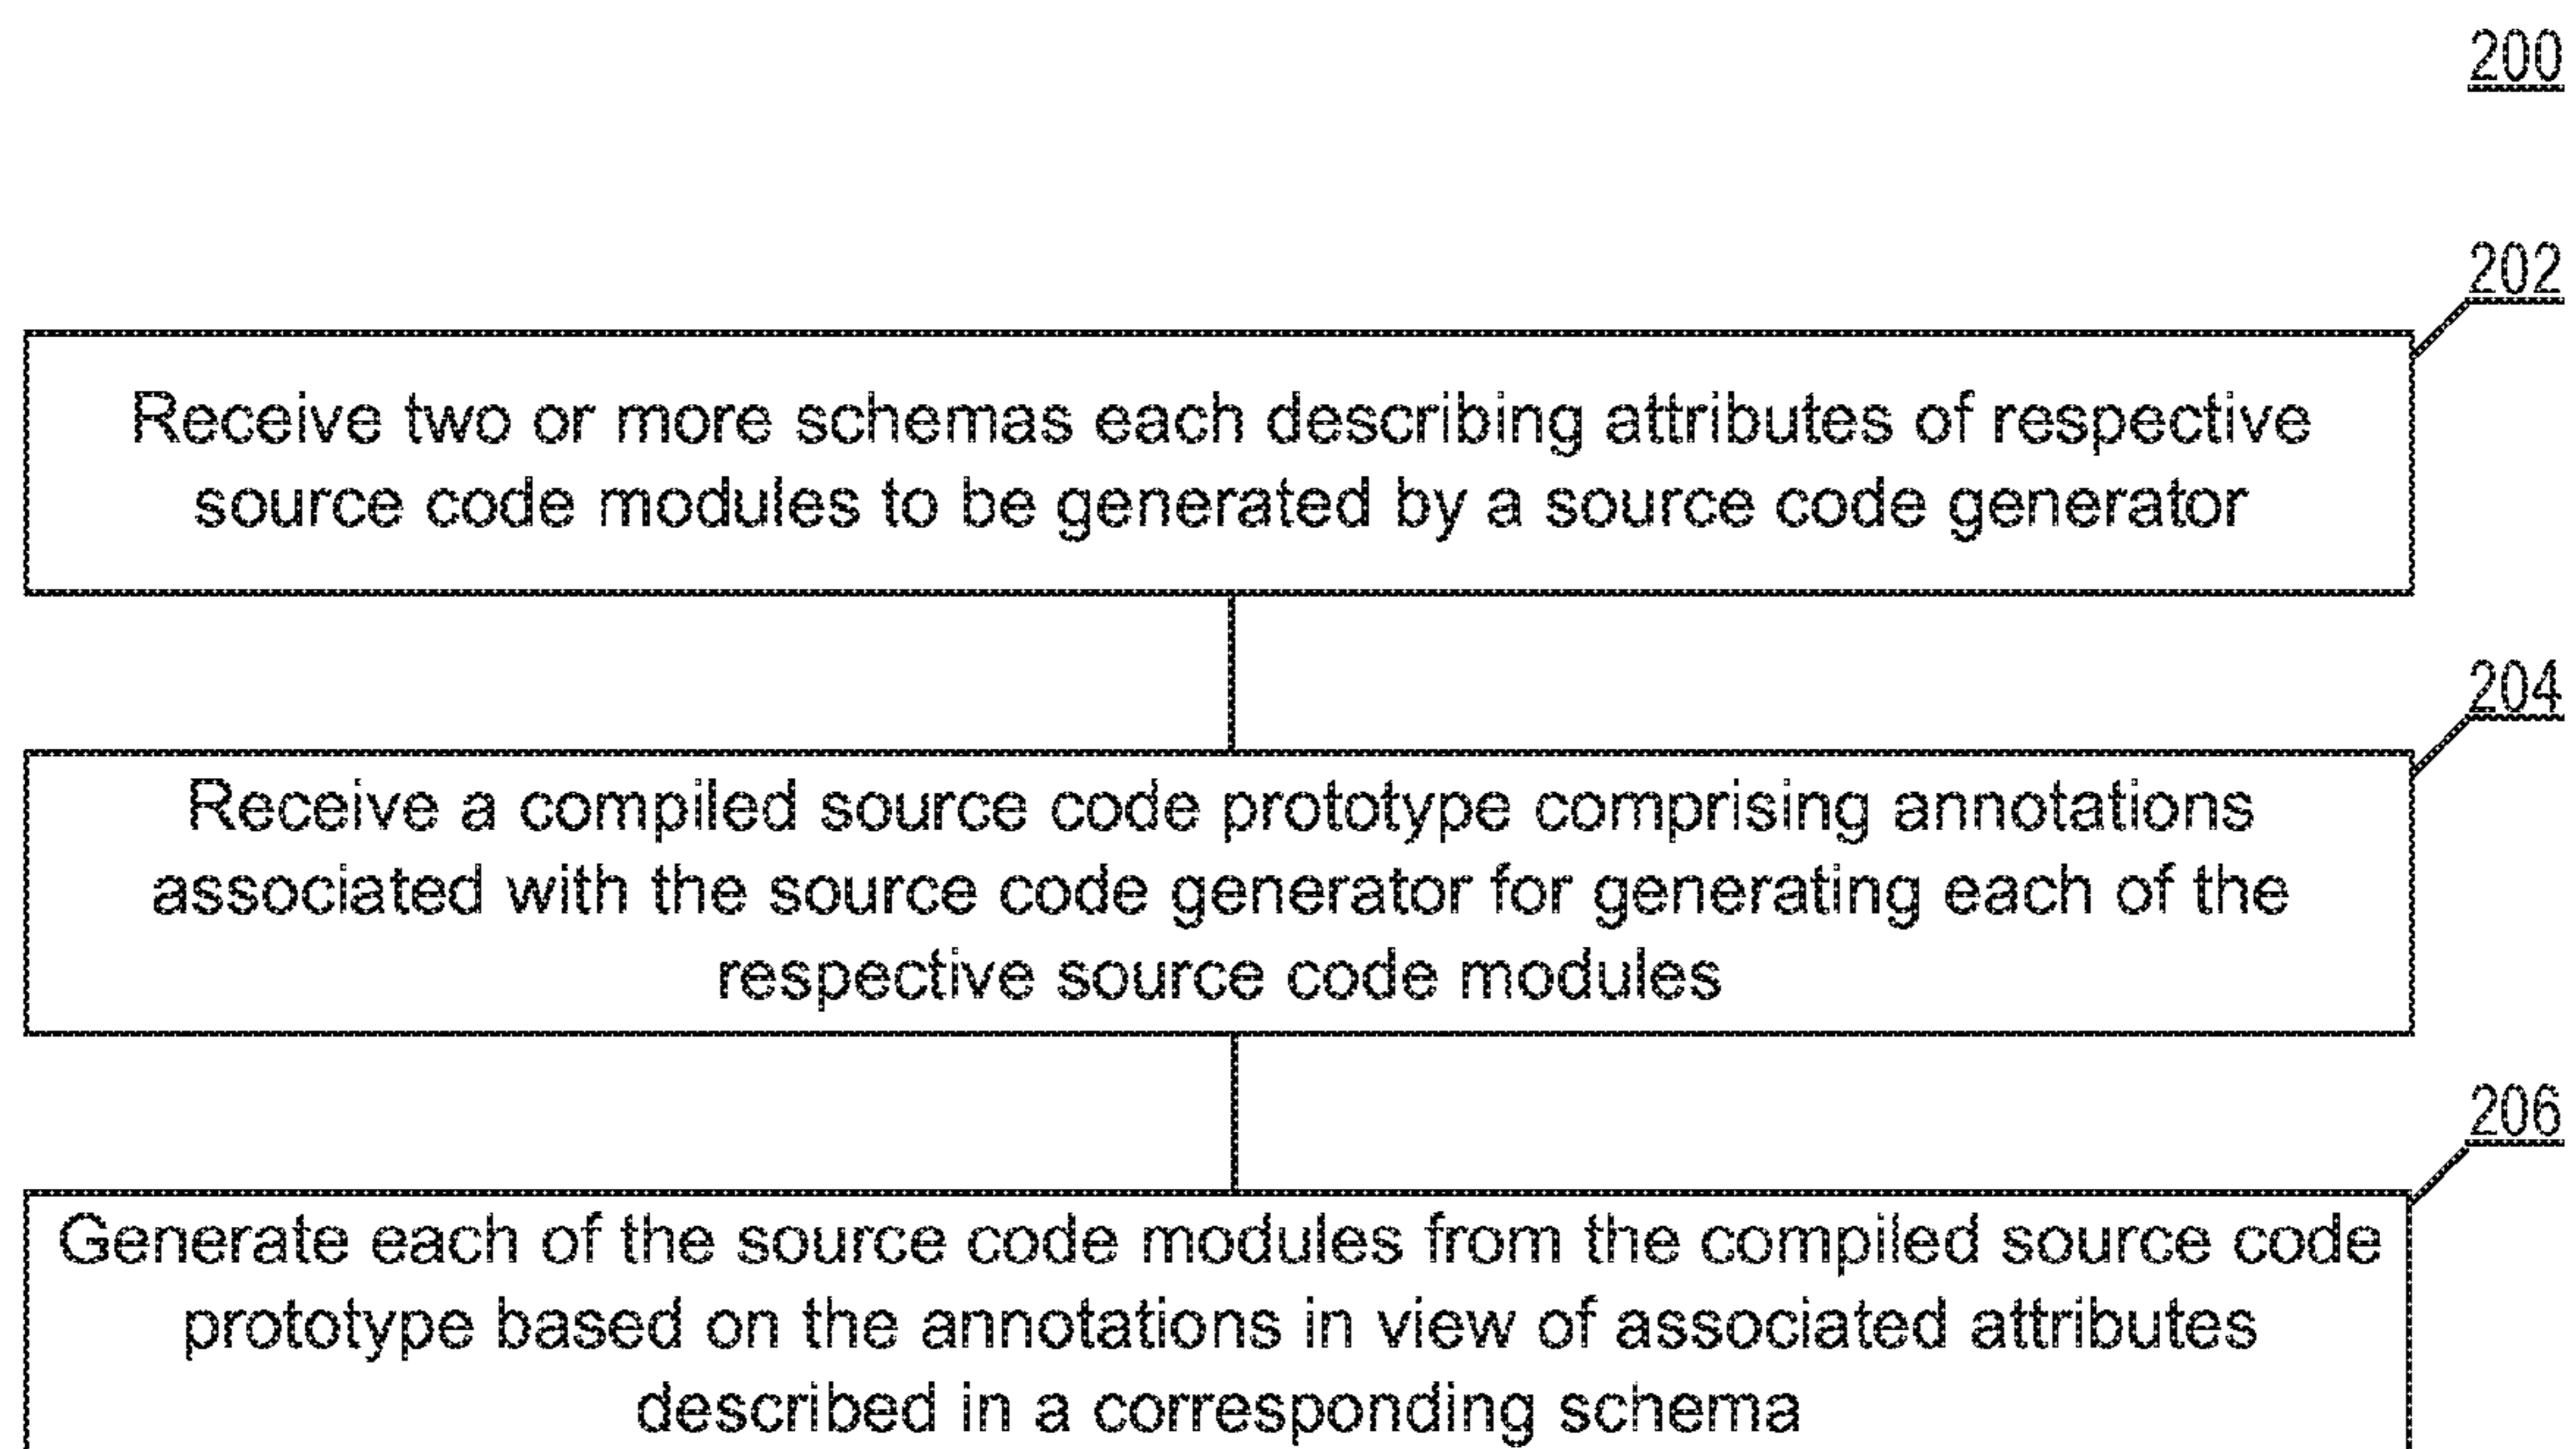 200
202
Receive two or more schemas each describing attributes of respective
source code modules to be generated by a source code generator
204
Receive a compiled source code prototype comprising annotations
associated with the source code generator for generating each of the
respective source code modules
206
Generate each of the source code modules from the compiled source code
prototype based on the annotations in view of associated attributes
described in a corresponding schema